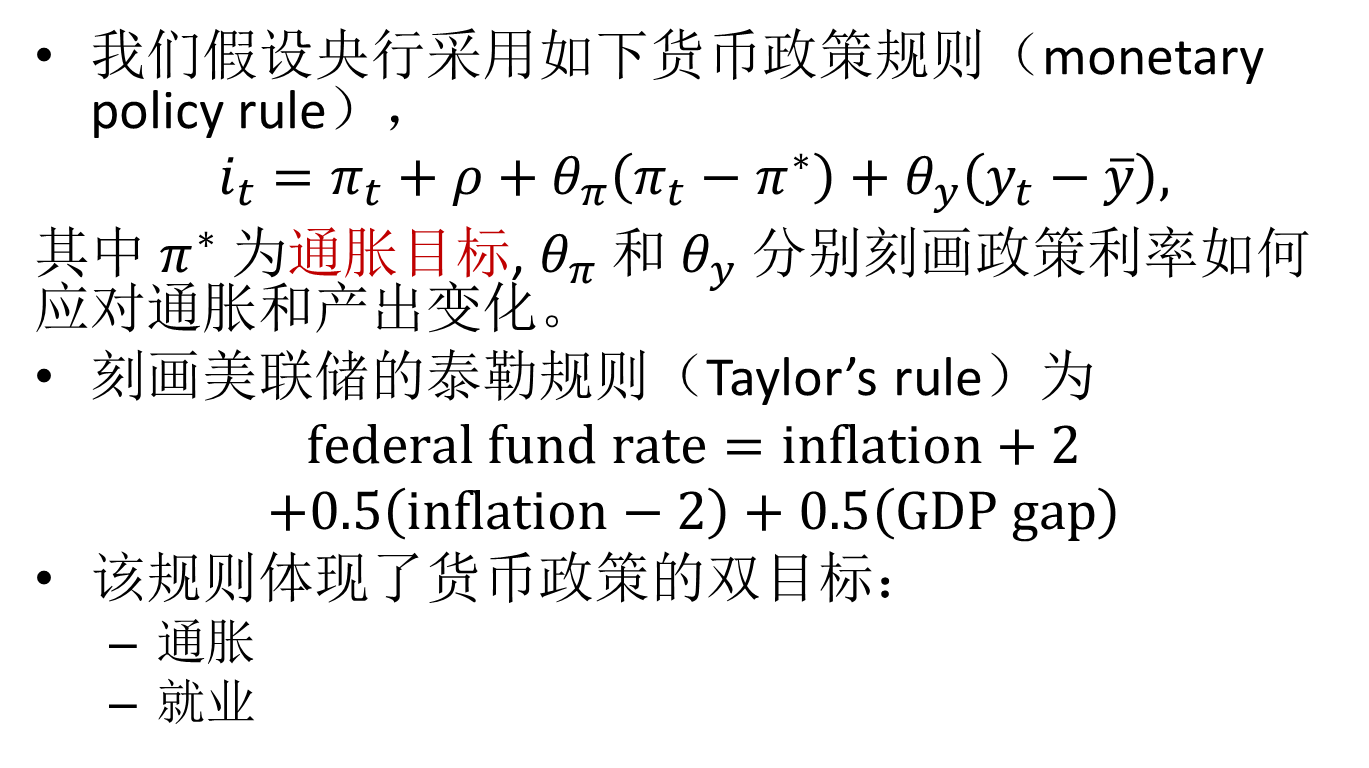 • 我们假设央行采用如下货币政策规则（monetary
policy rule），
i_t = π_t + ρ + θ_π(π_t − π*) + θ_y(y_t − ȳ),
其中 π* 为通胀目标, θ_π 和 θ_y 分别刻画政策利率如何
应对通胀和产出变化。
• 刻画美联储的泰勒规则（Taylor’s rule）为
federal fund rate = inflation + 2
+0.5(inflation − 2) + 0.5(GDP gap)
• 该规则体现了货币政策的双目标：
– 通胀
– 就业